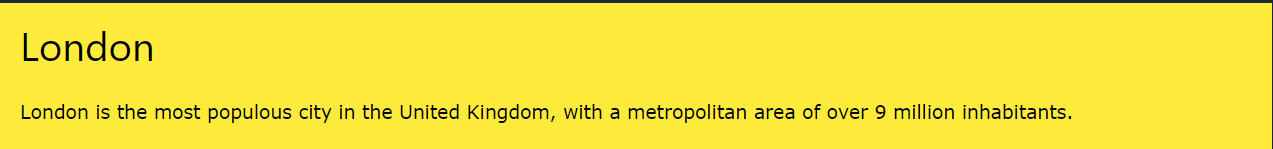 London
London is the most populous city in the United Kingdom, with a metropolitan area of over 9 million inhabitants.